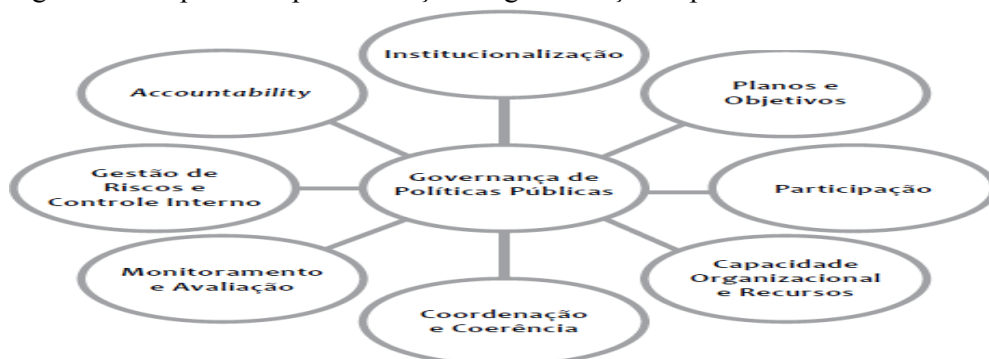 Institucionalização
Accountability
Planos e
Objetivos
Gestão de
Riscos e
Controle Interno
Governança de
Políticas Públicas
Participação
Monitoramento
e Avaliação
Capacidade
Organizacional
e Recursos
Coordenação
e Coerência